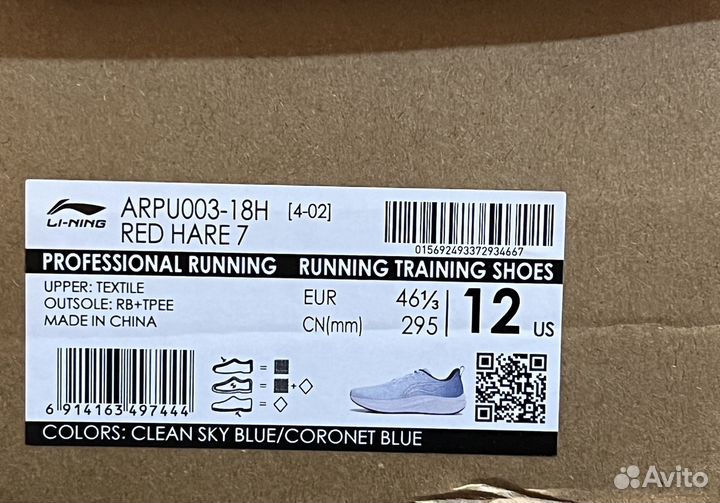 LI-NING
ARPU003-18H [4-02]
RED HARE 7
015692493372934667
PROFESSIONAL RUNNING RUNNING TRAINING SHOES
UPPER: TEXTILE
OUTSOLE: RB+TPEE
MADE IN CHINA
EUR 46⅓
CN(mm) 295
12 US
6 914163 497444
COLORS: CLEAN SKY BLUE/CORONET BLUE
Avito